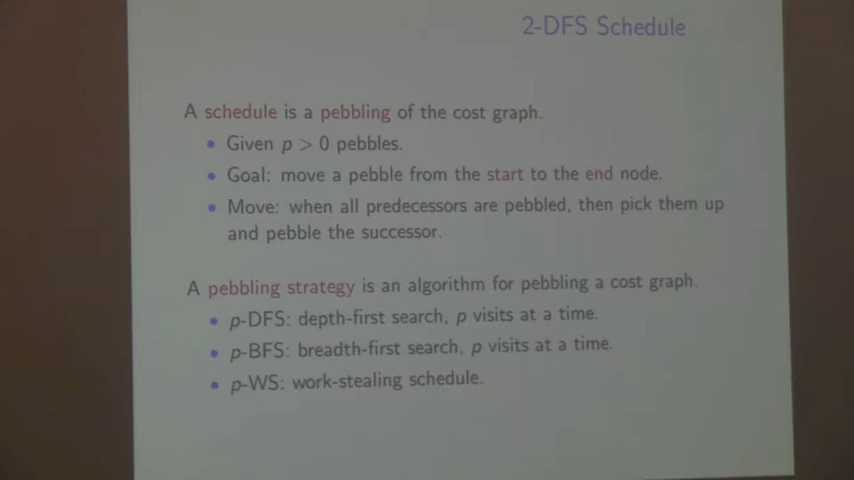 2-DFS Schedule
A schedule is a pebbling of the cost graph.
• Given p > 0 pebbles.
• Goal: move a pebble from the start to the end node.
• Move: when all predecessors are pebbled, then pick them up
and pebble the successor.
A pebbling strategy is an algorithm for pebbling a cost graph.
• p-DFS: depth-first search, p visits at a time.
• p-BFS: breadth-first search, p visits at a time.
• p-WS: work-stealing schedule.